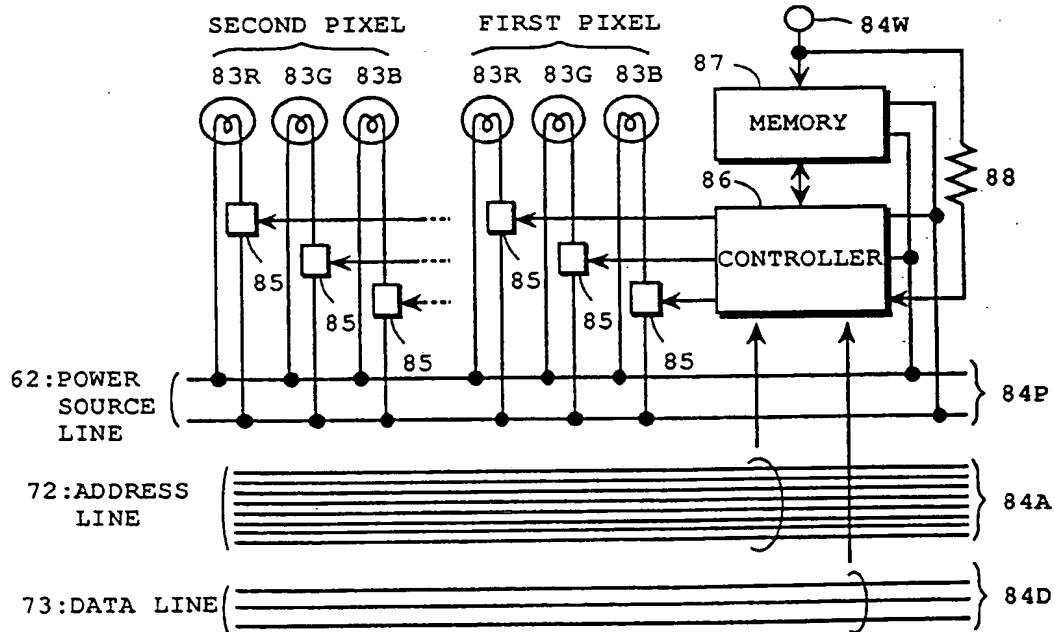 SECOND PIXEL FIRST PIXEL 84W
83R 83G 83B 83R 83G 83B 87
MEMORY
86 88
CONTROLLER
85 85
85 85
85 85
62:POWER
SOURCE
LINE
84P
72:ADDRESS
LINE
84A
73:DATA LINE 84D